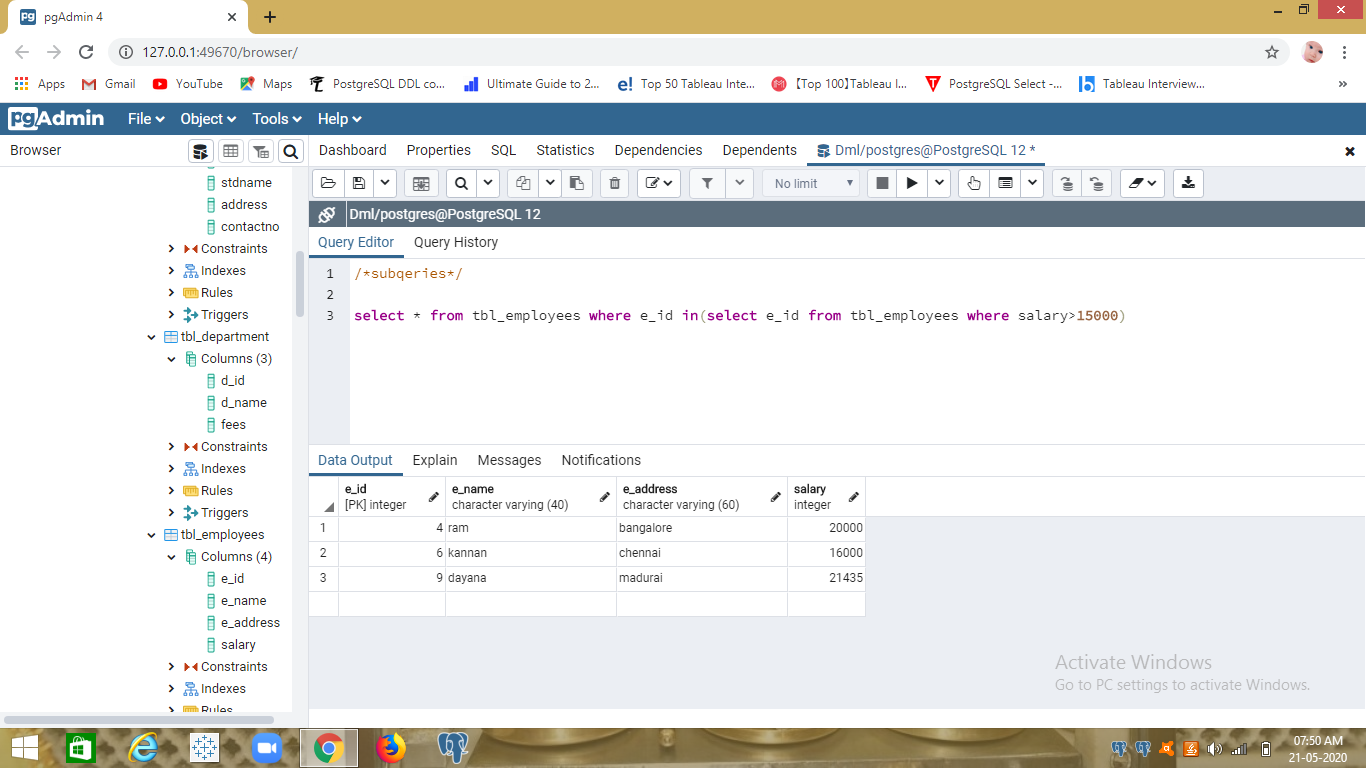 pgAdmin 4
127.0.0.1:49670/browser/
Apps Gmail YouTube Maps PostgreSQL DDL co... Ultimate Guide to 2... Top 50 Tableau Inte... 【Top 100】Tableau I... PostgreSQL Select -... Tableau Interview... »
pgAdmin File Object Tools Help
Browser
Dashboard Properties SQL Statistics Dependencies Dependents Dml/postgres@PostgreSQL 12 *
No limit
Dml/postgres@PostgreSQL 12
Query Editor Query History
1 /*subqeries*/
2
3 select * from tbl_employees where e_id in(select e_id from tbl_employees where salary>15000)
stdname
address
contactno
Constraints
Indexes
Rules
Triggers
tbl_department
Columns (3)
d_id
d_name
fees
Constraints
Indexes
Rules
Triggers
tbl_employees
Columns (4)
e_id
e_name
e_address
salary
Constraints
Indexes
Rules
Data Output Explain Messages Notifications
e_id e_name e_address salary
[PK] integer character varying (40) character varying (60) integer
1 4 ram bangalore 20000
2 6 kannan chennai 16000
3 9 dayana madurai 21435
Activate Windows
Go to PC settings to activate Windows.
07:50 AM
21-05-2020